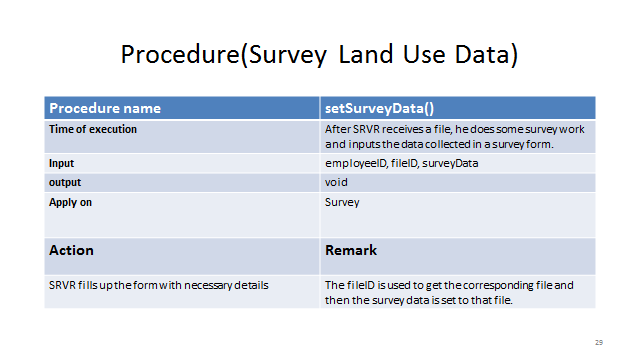 Procedure(Survey Land Use Data)
Procedure name setSurveyData()
Time of execution After SRVR receives a file, he does some survey work
and inputs the data collected in a survey form.
Input employeeID, fileID, surveyData
output void
Apply on Survey
Action Remark
SRVR fills up the form with necessary details The fileID is used to get the corresponding file and
then the survey data is set to that file.
29